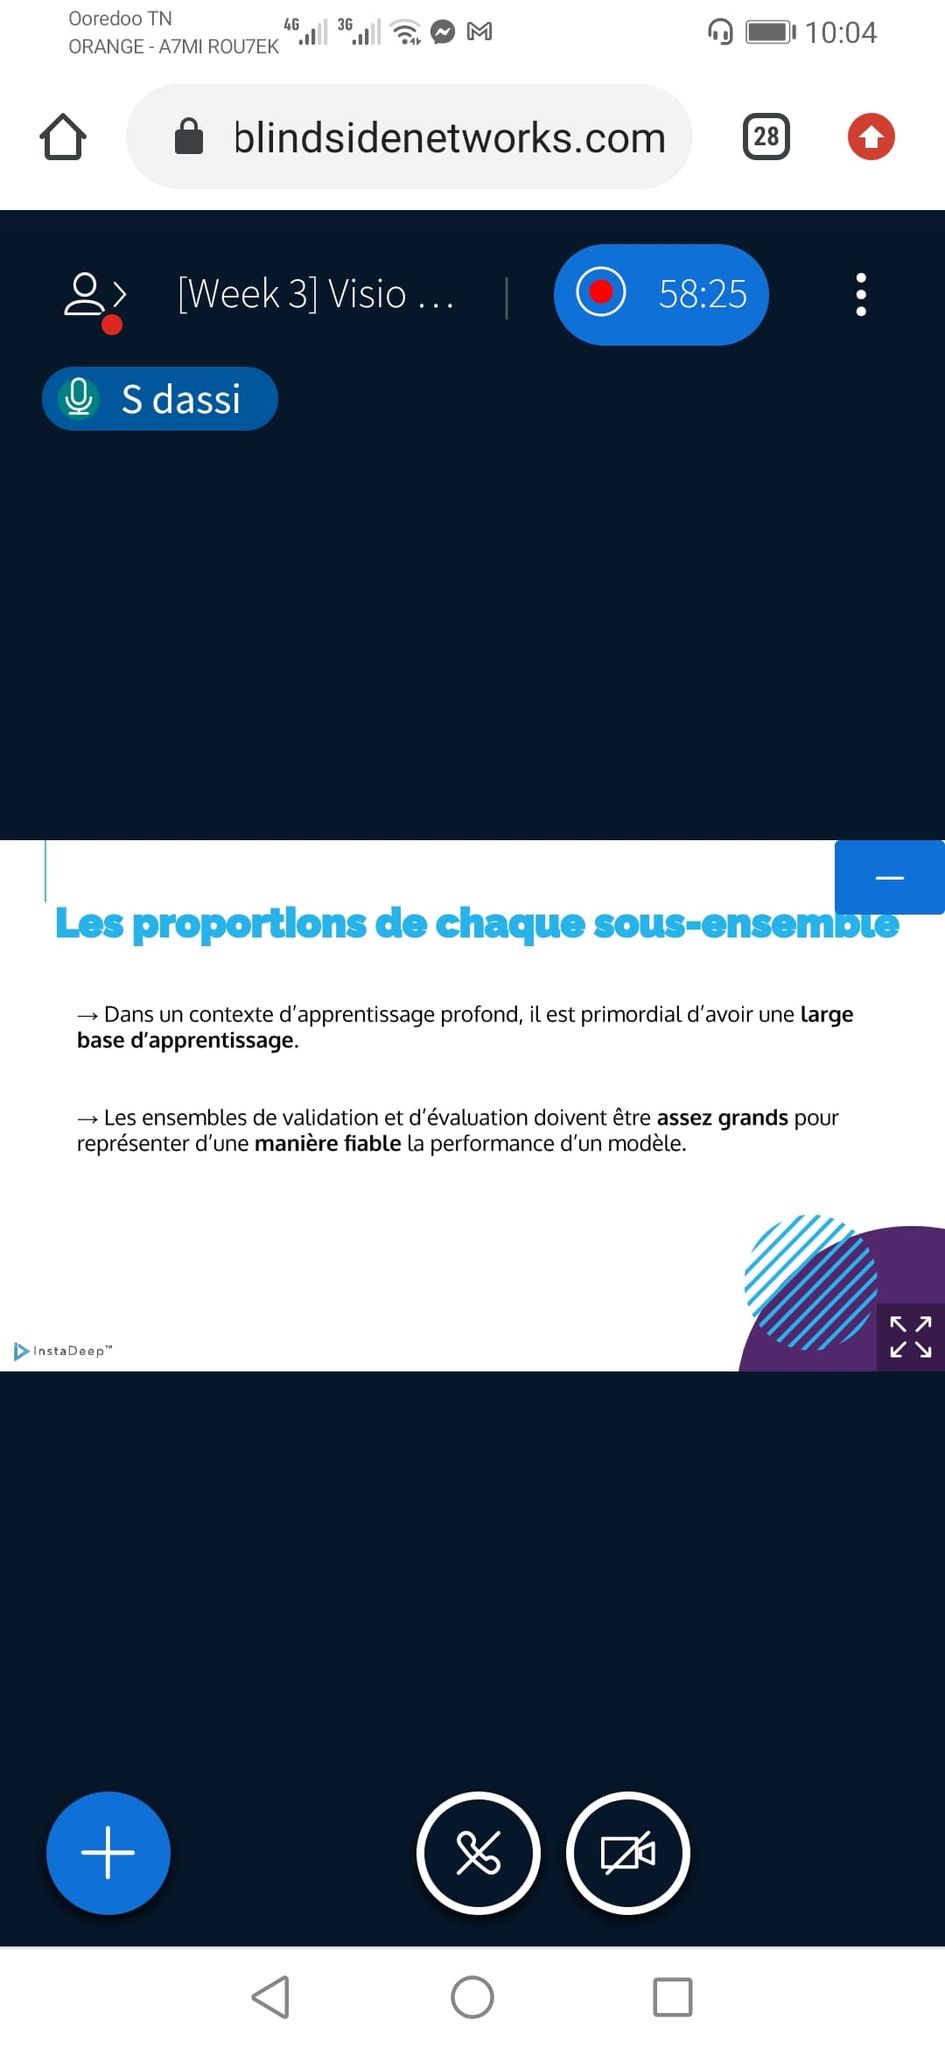 Ooredoo TN
ORANGE - A7MI ROU7EK
4G
3G
10:04
blindsidenetworks.com
28
[Week 3] Visio ...
58:25
S dassi
Les proportions de chaque sous-ensemble
→ Dans un contexte d'apprentissage profond, il est primordial d'avoir une large
base d'apprentissage.
→ Les ensembles de validation et d'évaluation doivent être assez grands pour
représenter d'une manière fiable la performance d'un modèle.
InstaDeep™